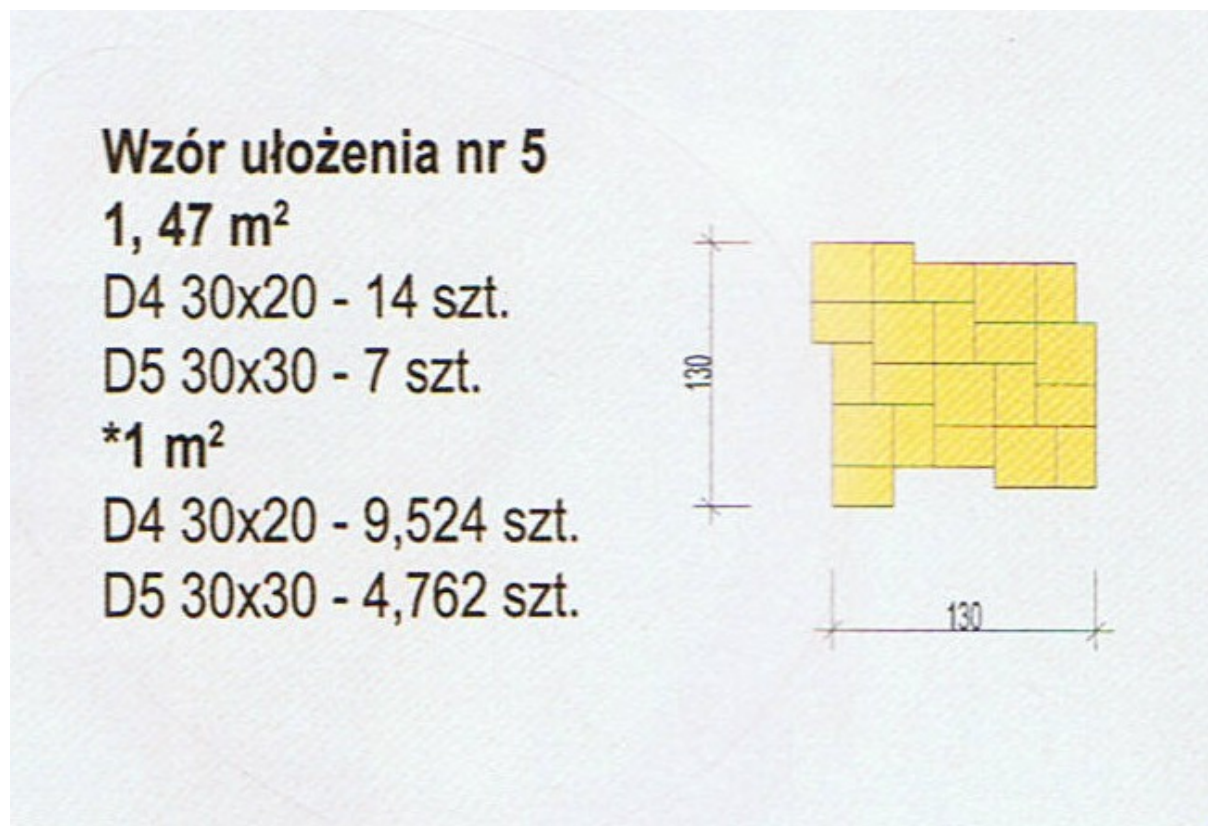 Wzór ułożenia nr 5
1, 47 m²
D4 30x20 - 14 szt.
D5 30x30 - 7 szt.
*1 m²
D4 30x20 - 9,524 szt.
D5 30x30 - 4,762 szt.
130
130